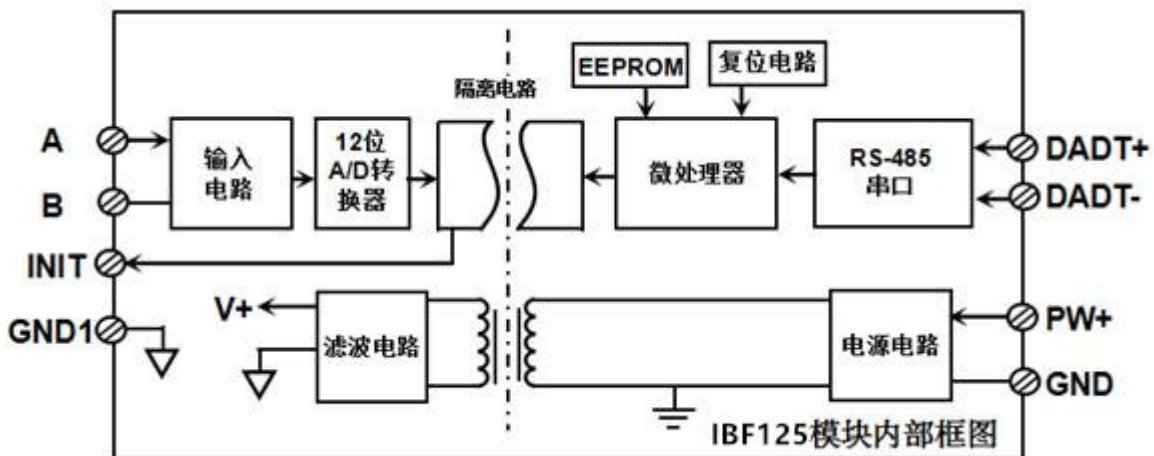 EEPROM
复位电路
隔离电路
A
B
INIT
GND1
输入
电路
12位
A/D转
换器
微处理器
RS-485
串口
DADT+
DADT-
V+
滤波电路
电源电路
PW+
GND
IBF125模块内部框图